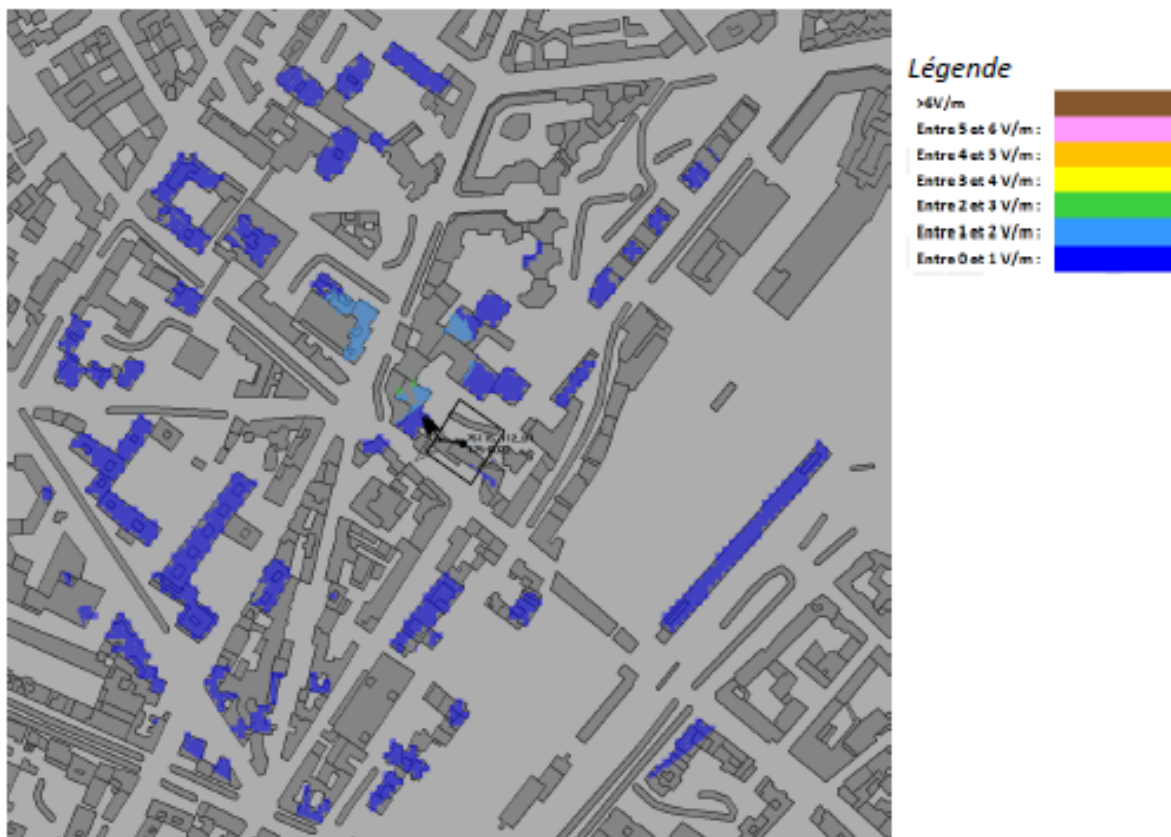 Légende
>6V/m
Entre 5 et 6 V/m :
Entre 4 et 5 V/m :
Entre 3 et 4 V/m :
Entre 2 et 3 V/m :
Entre 1 et 2 V/m :
Entre 0 et 1 V/m :